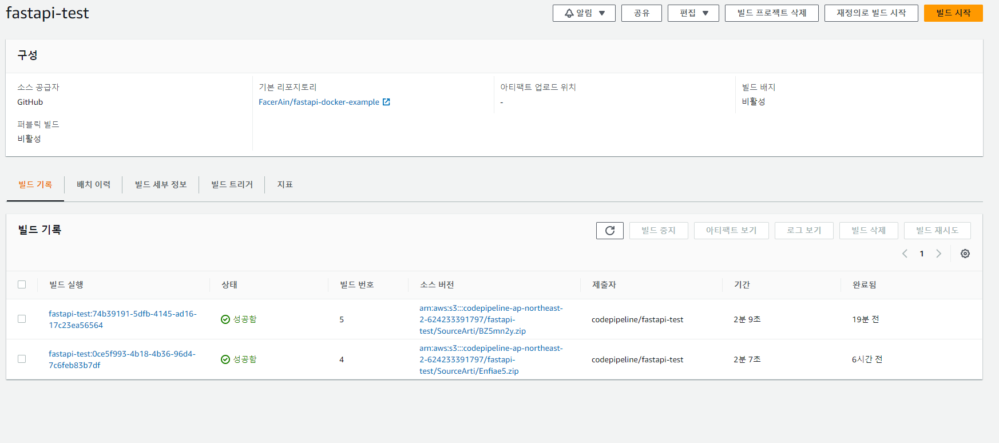 fastapi-test
알림
공유
편집
빌드 프로젝트 삭제
재정의로 빌드 시작
빌드 시작
구성
소스 공급자
GitHub
기본 리포지토리
FacerAin/fastapi-docker-example
아티팩트 업로드 위치
-
빌드 배지
비활성
퍼블릭 빌드
비활성
빌드 기록
배치 이력
빌드 세부 정보
빌드 트리거
지표
빌드 기록
빌드 중지
아티팩트 보기
로그 보기
빌드 삭제
빌드 재시도
1
빌드 실행
상태
빌드 번호
소스 버전
제출자
기간
완료됨
fastapi-test:74b39191-5dfb-4145-ad16-
17c23ea56564
성공함
5
arn:aws:s3:::codepipeline-ap-northeast-
2-624233391797/fastapi-
test/SourceArti/BZ5mn2y.zip
codepipeline/fastapi-test
2분 9초
19분 전
fastapi-test:0ce5f993-4b18-4b36-96d4-
7c6feb83b7df
성공함
4
arn:aws:s3:::codepipeline-ap-northeast-
2-624233391797/fastapi-
test/SourceArti/Enfiae5.zip
codepipeline/fastapi-test
2분 7초
6시간 전